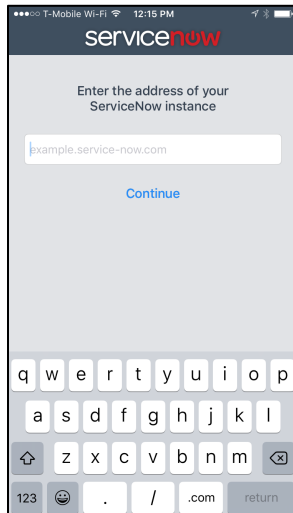 T-Mobile Wi-Fi 12:15 PM
servicenow
Enter the address of your
ServiceNow instance
example.service-now.com
Continue
q w e r t y u i o p
a s d f g h j k l
z x c v b n m
123 . / .com return